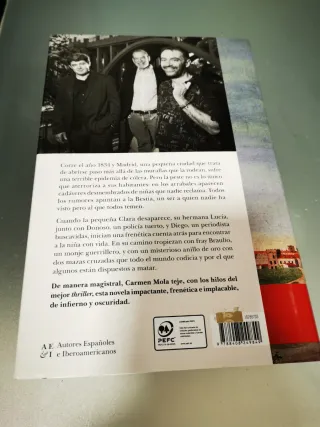 Corre el año 1834 y Madrid, una pequeña ciudad que trata
de abrirse paso más allá de las murallas que la rodean, sufre
una terrible epidemia de cólera. Pero la peste no es lo único
que aterroriza a sus habitantes: en los arrabales aparecen
cadáveres desmembrados de niñas que nadie reclama. Todos
los rumores apuntan a la Bestia, un ser a quien nadie ha
visto pero al que todos temen.
Cuando la pequeña Clara desaparece, su hermana Lucía,
junto con Donoso, un policía tuerto, y Diego, un periodista
buscavidas, inician una frenética cuenta atrás para encontrar
a la niña con vida. En su camino tropiezan con fray Braulio,
un monje guerrillero, y con un misterioso anillo de oro con
dos mazas cruzadas que todo el mundo codicia y por el que
algunos están dispuestos a matar.
De manera magistral, Carmen Mola teje, con los hilos del
mejor thriller, esta novela impactante, frenética e implacable,
de infierno y oscuridad.
A E
& I
Autores Españoles
e Iberoamericanos
PEFC